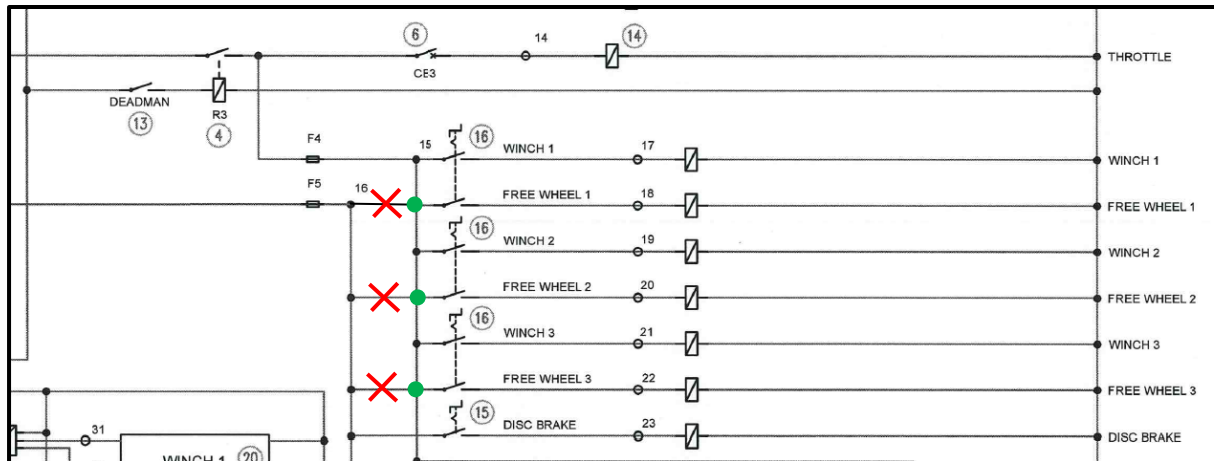 6 14 14
CE3 THROTTLE
DEADMAN
13
R3
4
F4 15 16 WINCH 1 17 WINCH 1
F5 16 FREE WHEEL 1 18 FREE WHEEL 1
16 WINCH 2 19 WINCH 2
FREE WHEEL 2 20 FREE WHEEL 2
16 WINCH 3 21 WINCH 3
FREE WHEEL 3 22 FREE WHEEL 3
15 DISC BRAKE 23 DISC BRAKE
31
WINCH 1 20